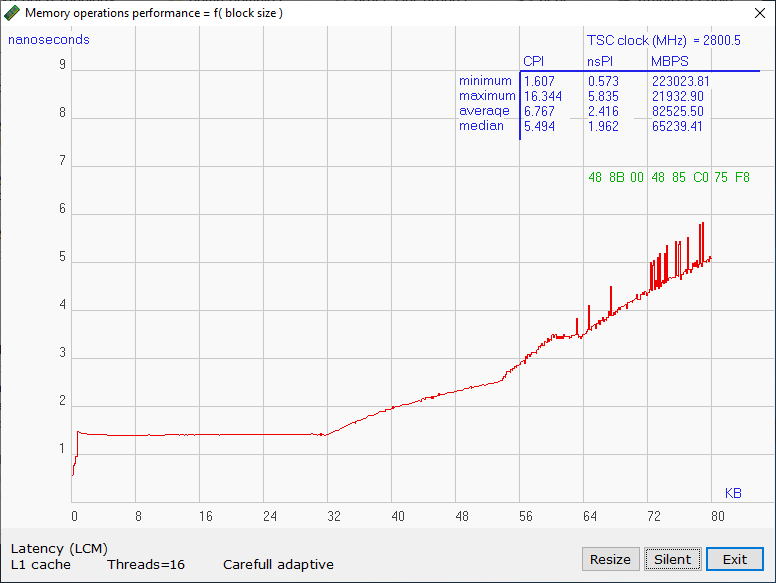 Memory operations performance = f( block size )
nanoseconds
TSC clock (MHz) = 2800.5
CPI nsPI MBPS
minimum 1.607 0.573 223023.81
maximum 16.344 5.835 21932.90
average 6.767 2.416 82525.50
median 5.494 1.962 65239.41
48 8B 00 48 85 C0 75 F8
9
8
7
6
5
4
3
2
1
KB
0 8 16 24 32 40 48 56 64 72 80
Latency (LCM)
L1 cache Threads=16 Carefull adaptive
Resize Silent Exit